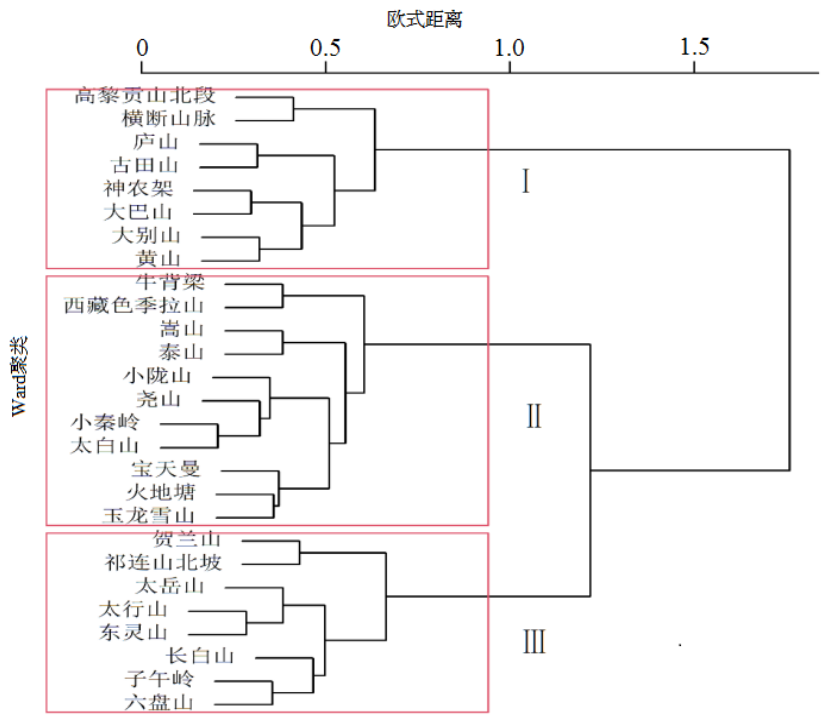 欧式距离
0 0.5 1.0 1.5
高黎贡山北段
横断山脉
庐山
古田山
神农架
大巴山
大别山
黄山
Ⅰ
牛背梁
西藏色季拉山
嵩山
泰山
小陇山
尧山
小秦岭
太白山
宝天曼
火地塘
玉龙雪山
Ⅱ
贺兰山
祁连山北坡
太岳山
太行山
东灵山
长白山
子午岭
六盘山
Ⅲ
Ward聚类